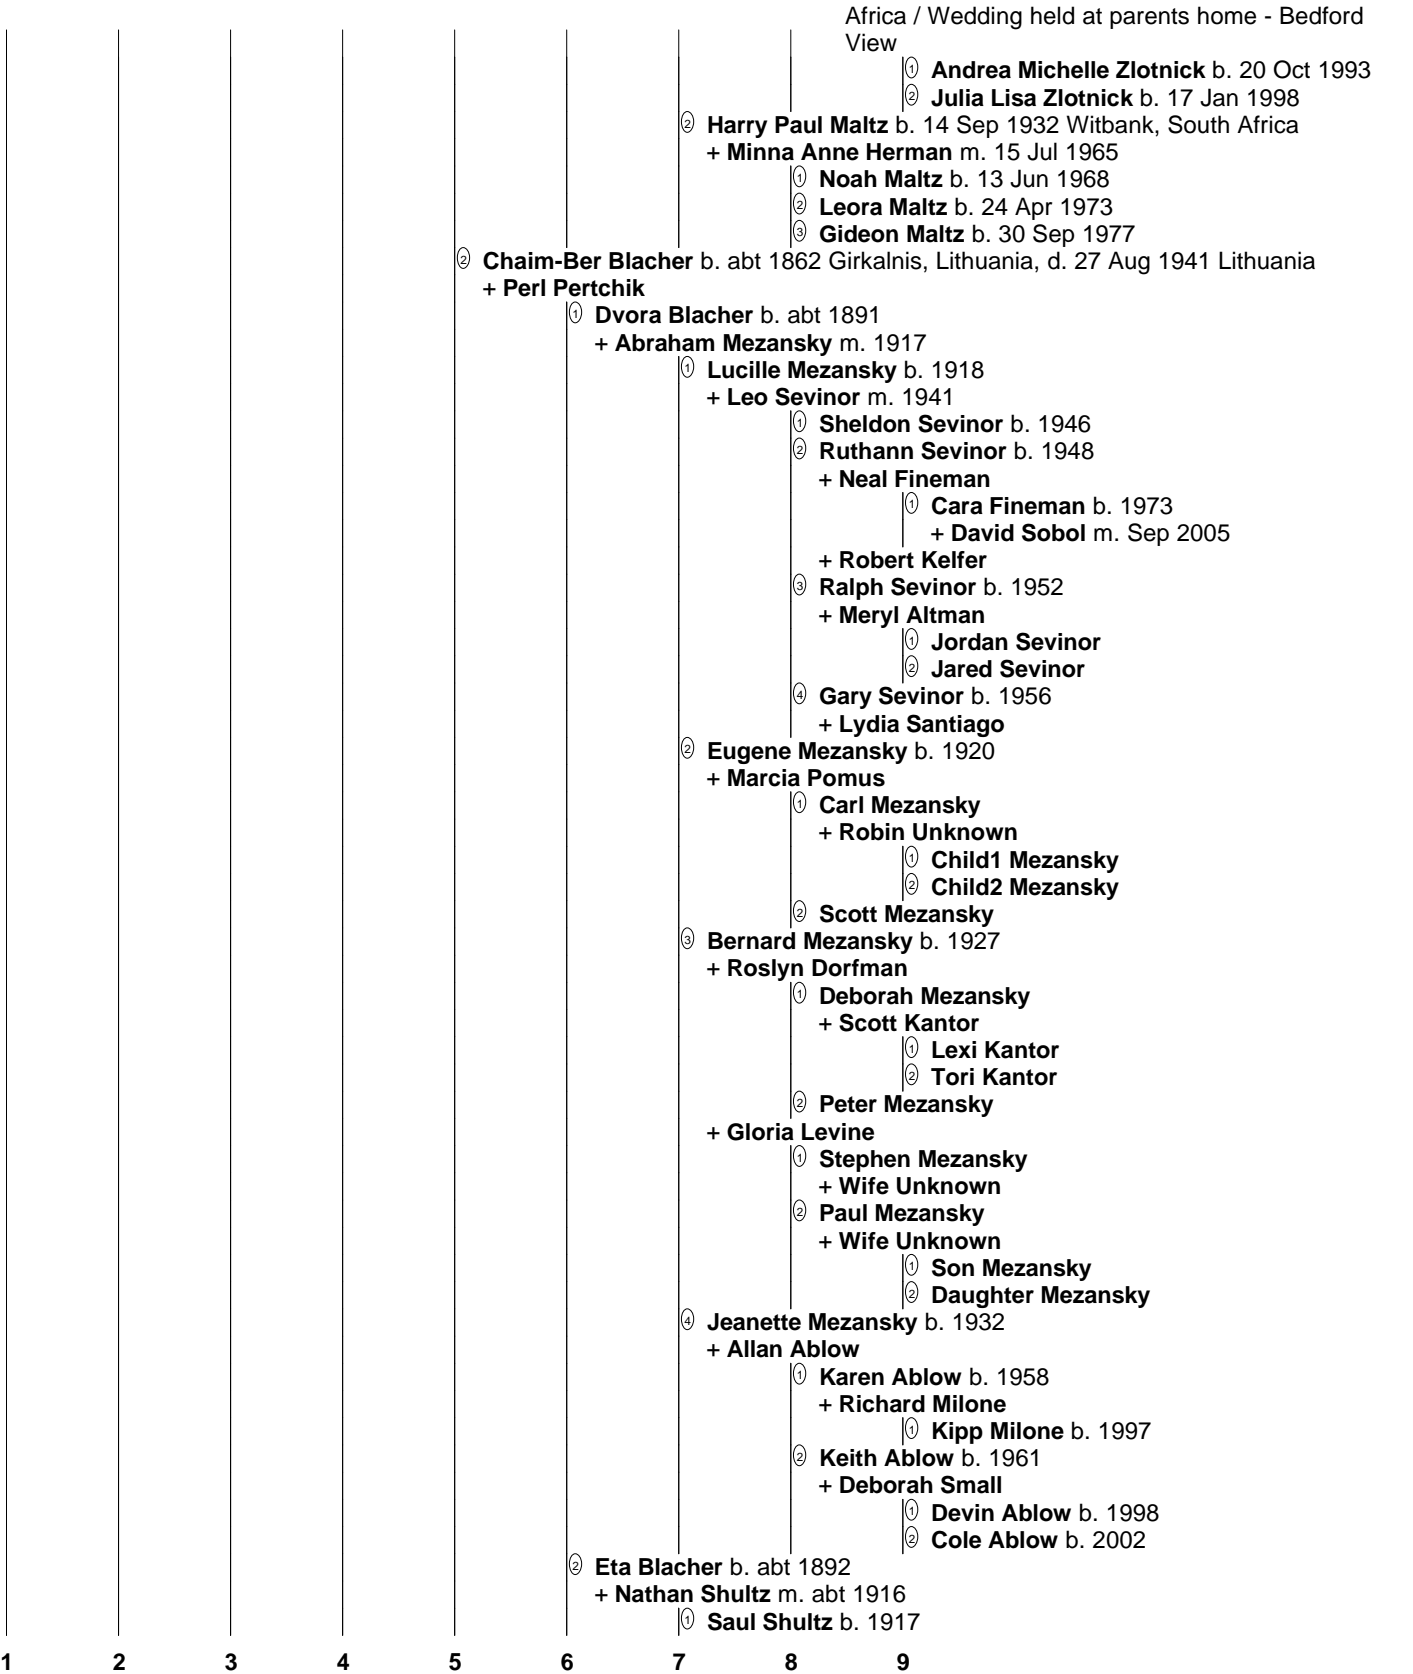 Africa / Wedding held at parents home - Bedford
View
1 Andrea Michelle Zlotnick b. 20 Oct 1993
2 Julia Lisa Zlotnick b. 17 Jan 1998
2 Harry Paul Maltz b. 14 Sep 1932 Witbank, South Africa
+ Minna Anne Herman m. 15 Jul 1965
1 Noah Maltz b. 13 Jun 1968
2 Leora Maltz b. 24 Apr 1973
3 Gideon Maltz b. 30 Sep 1977
2 Chaim-Ber Blacher b. abt 1862 Girkalnis, Lithuania, d. 27 Aug 1941 Lithuania
+ Perl Pertchik
1 Dvora Blacher b. abt 1891
+ Abraham Mezansky m. 1917
1 Lucille Mezansky b. 1918
+ Leo Sevinor m. 1941
1 Sheldon Sevinor b. 1946
2 Ruthann Sevinor b. 1948
+ Neal Fineman
1 Cara Fineman b. 1973
+ David Sobol m. Sep 2005
+ Robert Kelfer
3 Ralph Sevinor b. 1952
+ Meryl Altman
1 Jordan Sevinor
2 Jared Sevinor
4 Gary Sevinor b. 1956
+ Lydia Santiago
2 Eugene Mezansky b. 1920
+ Marcia Pomus
1 Carl Mezansky
+ Robin Unknown
1 Child1 Mezansky
2 Child2 Mezansky
2 Scott Mezansky
3 Bernard Mezansky b. 1927
+ Roslyn Dorfman
1 Deborah Mezansky
+ Scott Kantor
1 Lexi Kantor
2 Tori Kantor
2 Peter Mezansky
+ Gloria Levine
1 Stephen Mezansky
+ Wife Unknown
2 Paul Mezansky
+ Wife Unknown
1 Son Mezansky
2 Daughter Mezansky
4 Jeanette Mezansky b. 1932
+ Allan Ablow
1 Karen Ablow b. 1958
+ Richard Milone
1 Kipp Milone b. 1997
2 Keith Ablow b. 1961
+ Deborah Small
1 Devin Ablow b. 1998
2 Cole Ablow b. 2002
2 Eta Blacher b. abt 1892
+ Nathan Shultz m. abt 1916
1 Saul Shultz b. 1917
1 2 3 4 5 6 7 8 9